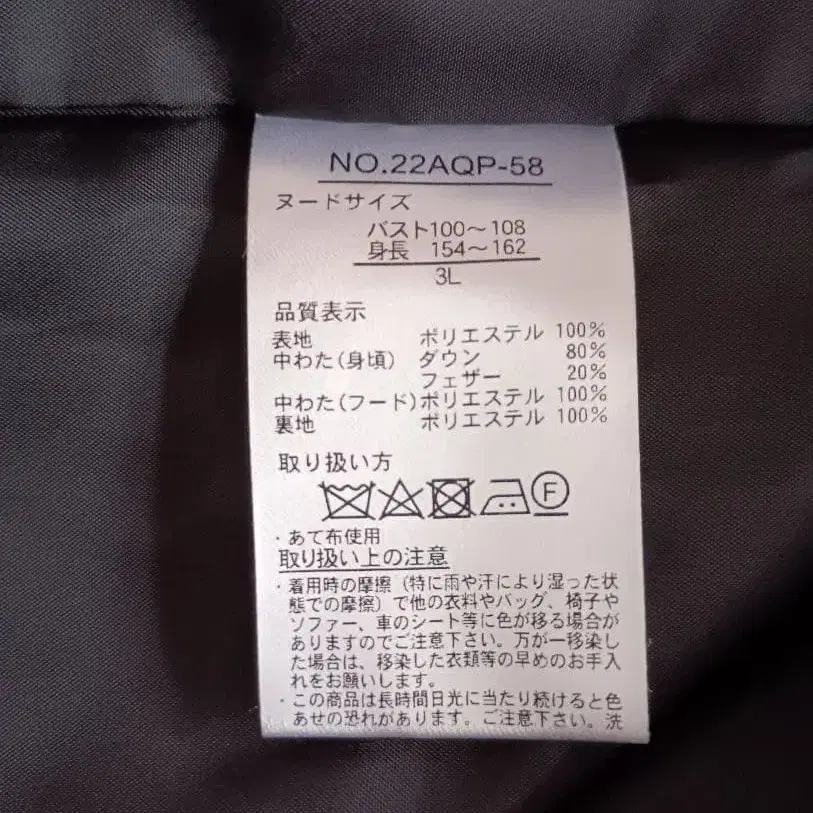 NO.22AQP-58
ヌードサイズ
バスト100～108
身長 154～162
3L
品質表示
表地 ポリエステル 100%
中わた(身頃) ダウン 80%
フェザー 20%
中わた(フード)ポリエステル 100%
裏地 ポリエステル 100%
取り扱い方
F
・あて布使用
取り扱い上の注意
・着用時の摩擦（特に雨や汗により湿った状
態での摩擦）で他の衣料やバッグ、椅子や
ソファー、車のシート等に色が移る場合が
ありますのでご注意下さい。万が一移染し
た場合は、移染した衣類等の早めのお手入
れをお願いします。
・この商品は長時間日光に当たり続けると色
あせの恐れがあります。ご注意下さい。洗